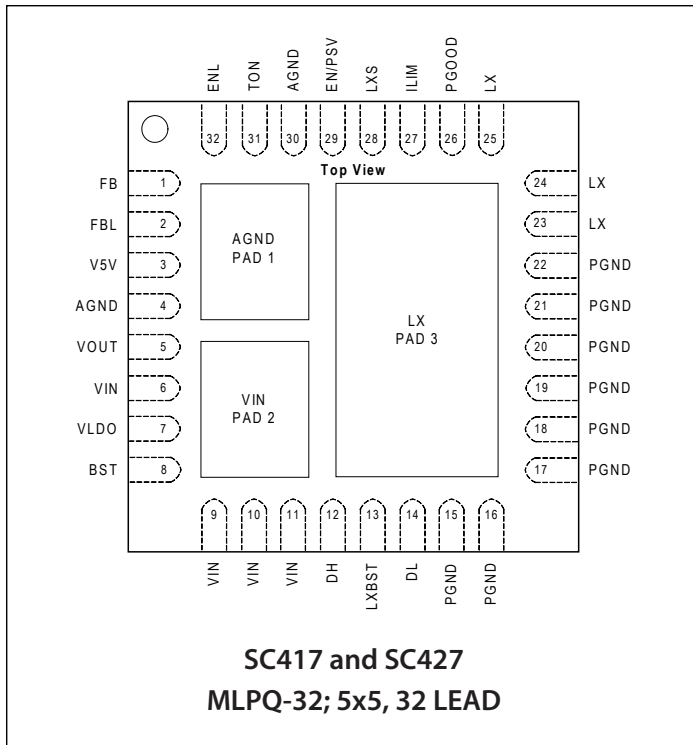 ENL TON AGND EN/PSV LXS ILIM PGOOD LX
32 31 30 29 28 27 26 25
Top View
FB 1
FBL 2
V5V 3
AGND 4
VOUT 5
VIN 6
VLDO 7
BST 8
AGND
PAD 1
VIN
PAD 2
LX
PAD 3
24 LX
23 LX
22 PGND
21 PGND
20 PGND
19 PGND
18 PGND
17 PGND
9 10 11 12 13 14 15 16
VIN VIN VIN DH LXBST DL PGND PGND
SC417 and SC427
MLPQ-32; 5x5, 32 LEAD